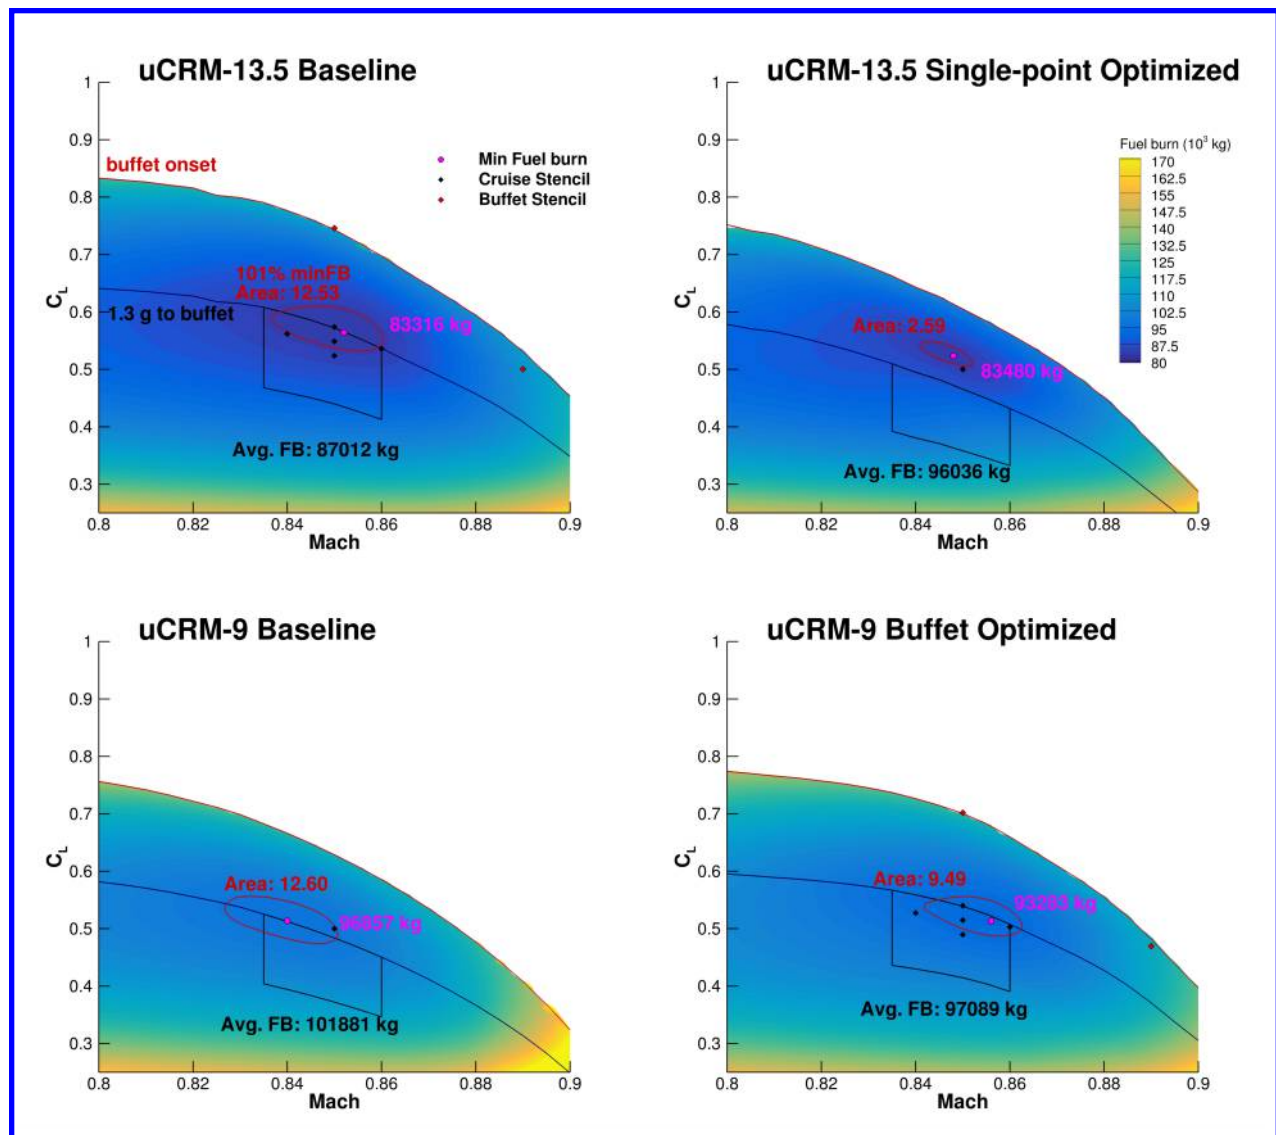 uCRM-13.5 Baseline
1
0.9
0.8
0.7
0.6
0.5
0.4
0.3
C_L
buffet onset
Min Fuel burn
Cruise Stencil
Buffet Stencil
101% minFB
Area: 12.53
1.3 g to buffet
83316 kg
Avg. FB: 87012 kg
0.8 0.82 0.84 0.86 0.88 0.9
Mach
uCRM-13.5 Single-point Optimized
1
0.9
0.8
0.7
0.6
0.5
0.4
0.3
C_L
Fuel burn (10³ kg)
170
162.5
155
147.5
140
132.5
125
117.5
110
102.5
95
87.5
80
Area: 2.59
83480 kg
Avg. FB: 96036 kg
0.8 0.82 0.84 0.86 0.88 0.9
Mach
uCRM-9 Baseline
1
0.9
0.8
0.7
0.6
0.5
0.4
0.3
C_L
Area: 12.60
96857 kg
Avg. FB: 101881 kg
0.8 0.82 0.84 0.86 0.88 0.9
Mach
uCRM-9 Buffet Optimized
1
0.9
0.8
0.7
0.6
0.5
0.4
0.3
C_L
Area: 9.49
93283 kg
Avg. FB: 97089 kg
0.8 0.82 0.84 0.86 0.88 0.9
Mach